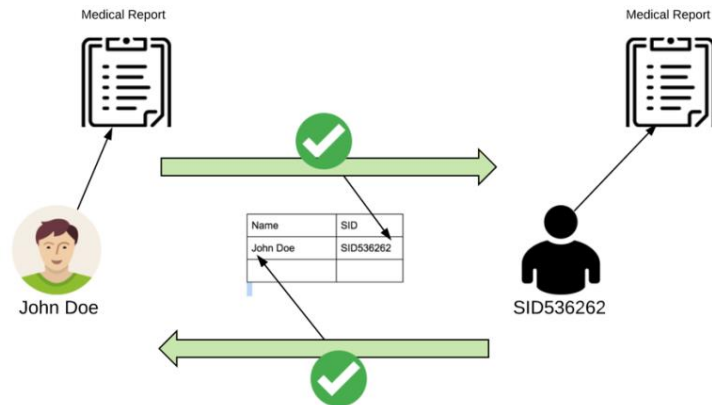 Medical Report
Medical Report
Name
SID
John Doe
SID536262
John Doe
SID536262